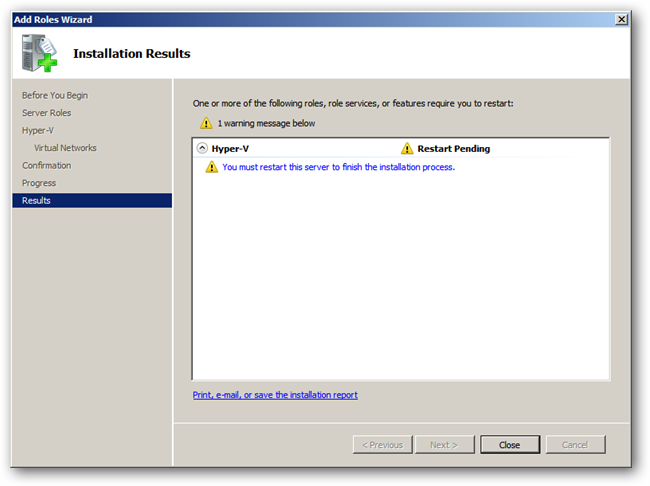 Add Roles Wizard
Installation Results
Before You Begin
Server Roles
Hyper-V
Virtual Networks
Confirmation
Progress
Results
One or more of the following roles, role services, or features require you to restart:
1 warning message below
Hyper-V Restart Pending
You must restart this server to finish the installation process.
Print, e-mail, or save the installation report
< Previous Next > Close Cancel